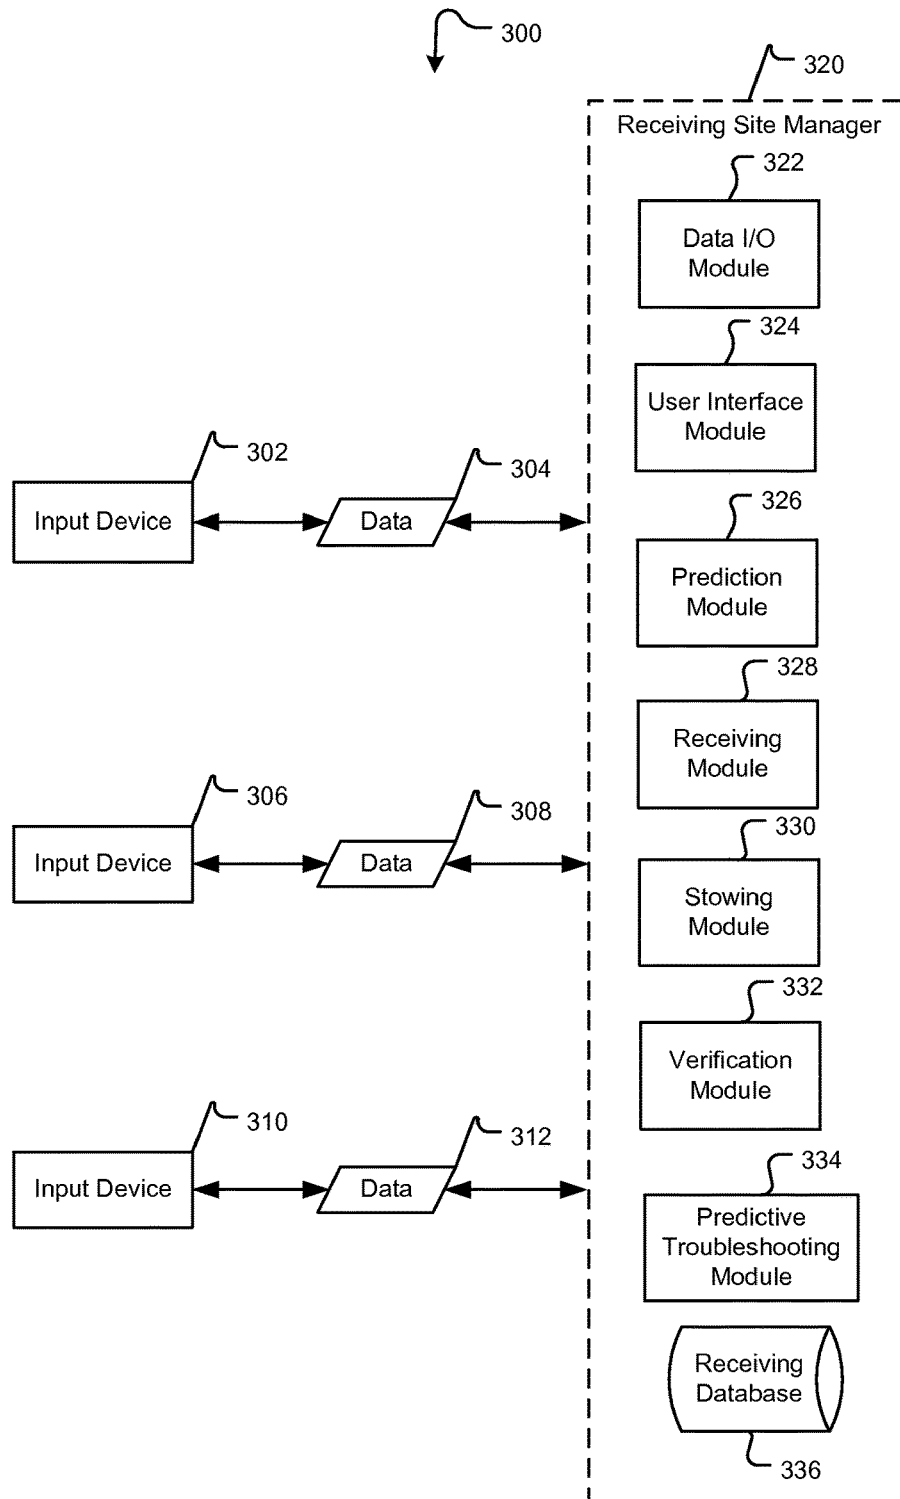 300
320
Receiving Site Manager
322
Data I/O
Module
324
User Interface
Module
302
Input Device
304
Data
326
Prediction
Module
328
Receiving
Module
306
Input Device
308
Data
330
Stowing
Module
332
Verification
Module
310
Input Device
312
Data
334
Predictive
Troubleshooting
Module
Receiving
Database
336